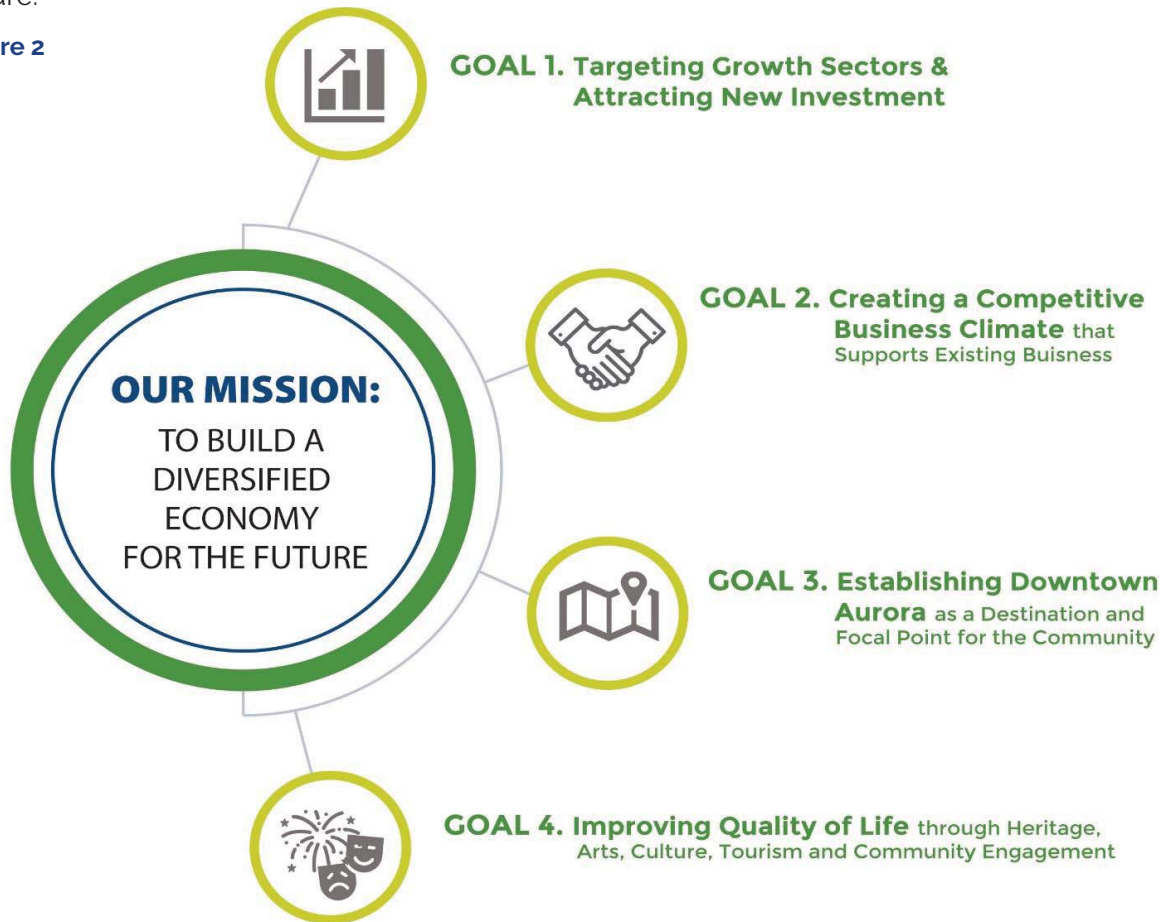 GOAL 1. Targeting Growth Sectors &
Attracting New Investment
GOAL 2. Creating a Competitive
Business Climate that
Supports Existing Buisness
OUR MISSION:
TO BUILD A
DIVERSIFIED
ECONOMY
FOR THE FUTURE
GOAL 3. Establishing Downtown
Aurora as a Destination and
Focal Point for the Community
GOAL 4. Improving Quality of Life through Heritage,
Arts, Culture, Tourism and Community Engagement